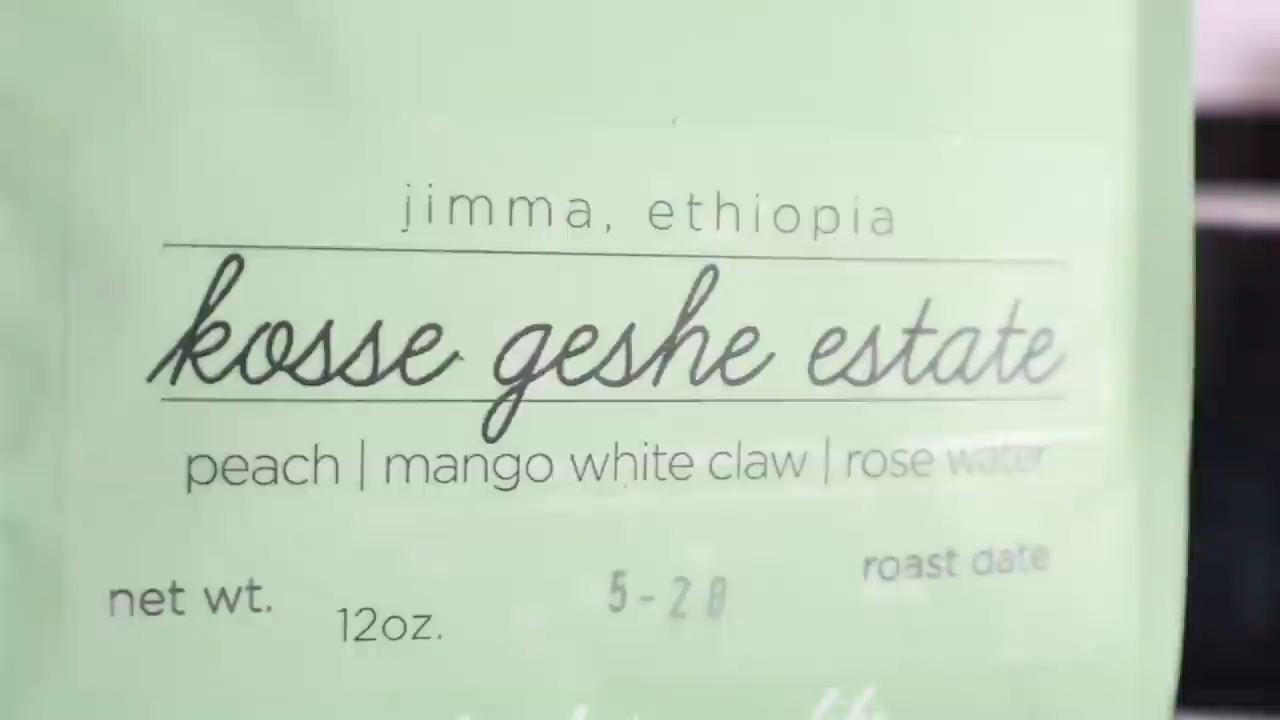 jimma, ethiopia
kosse geshe estate
peach | mango white claw | rose water
net wt. 12oz. 5-28 roast date